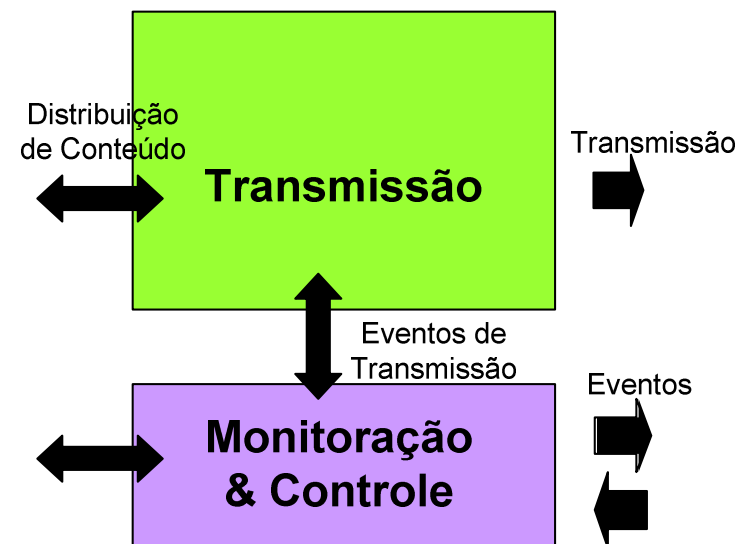 Distribuição
de Conteúdo
Transmissão
Transmissão
Eventos de
Transmissão
Eventos
Monitoração
& Controle